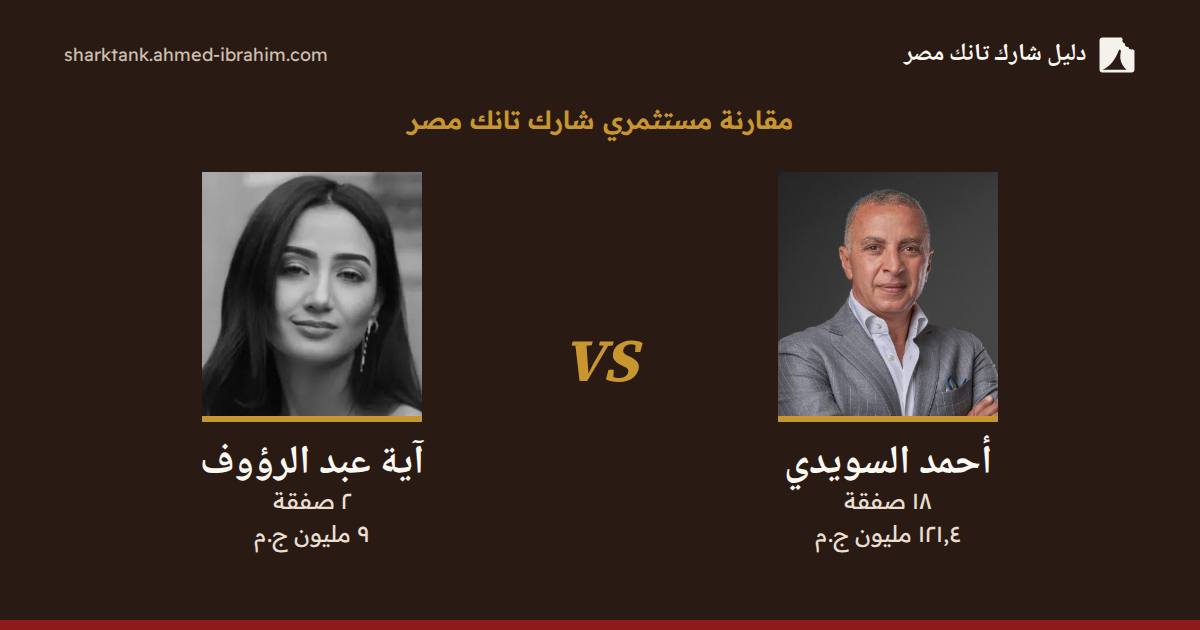 دليل شارك تانك مصر
sharktank.ahmed-ibrahim.com
مقارنة مستثمري شارك تانك مصر
VS
أحمد السويدي
١٨ صفقة
١٢١,٤ مليون ج.م
آية عبد الرؤوف
٢ صفقة
٩ مليون ج.م